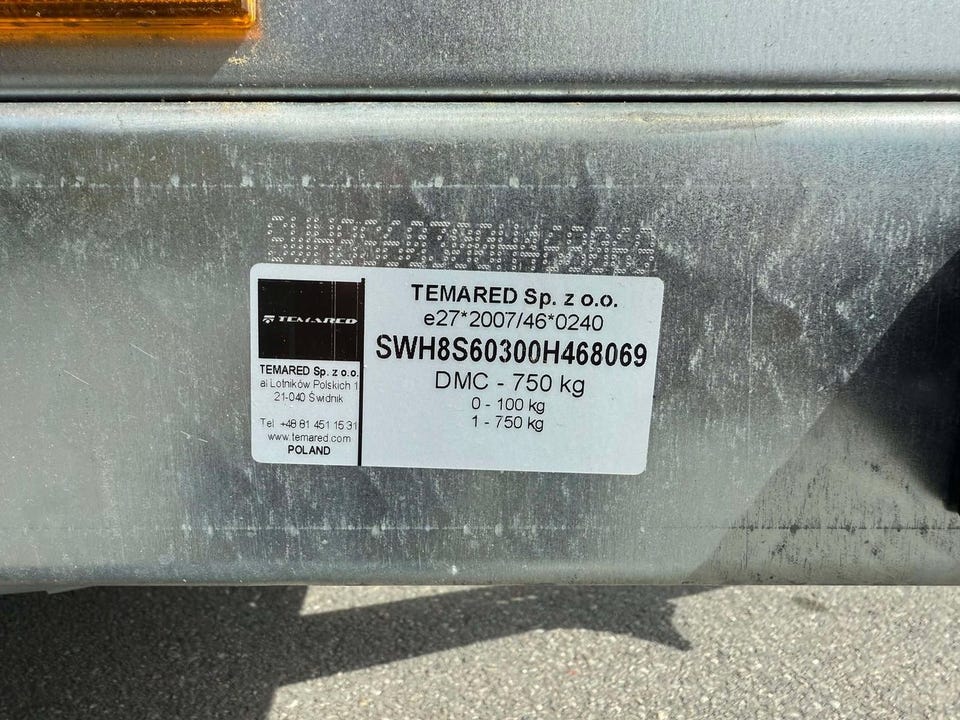 SWH8S60300H468069
TEMARED
TEMARED Sp. z o.o.
al Lotników Polskich 1
21-040 Świdnik
Tel +48 81 451 15 31
www.temared.com
POLAND
TEMARED Sp. z o.o.
e27*2007/46*0240
SWH8S60300H468069
DMC - 750 kg
0 - 100 kg
1 - 750 kg